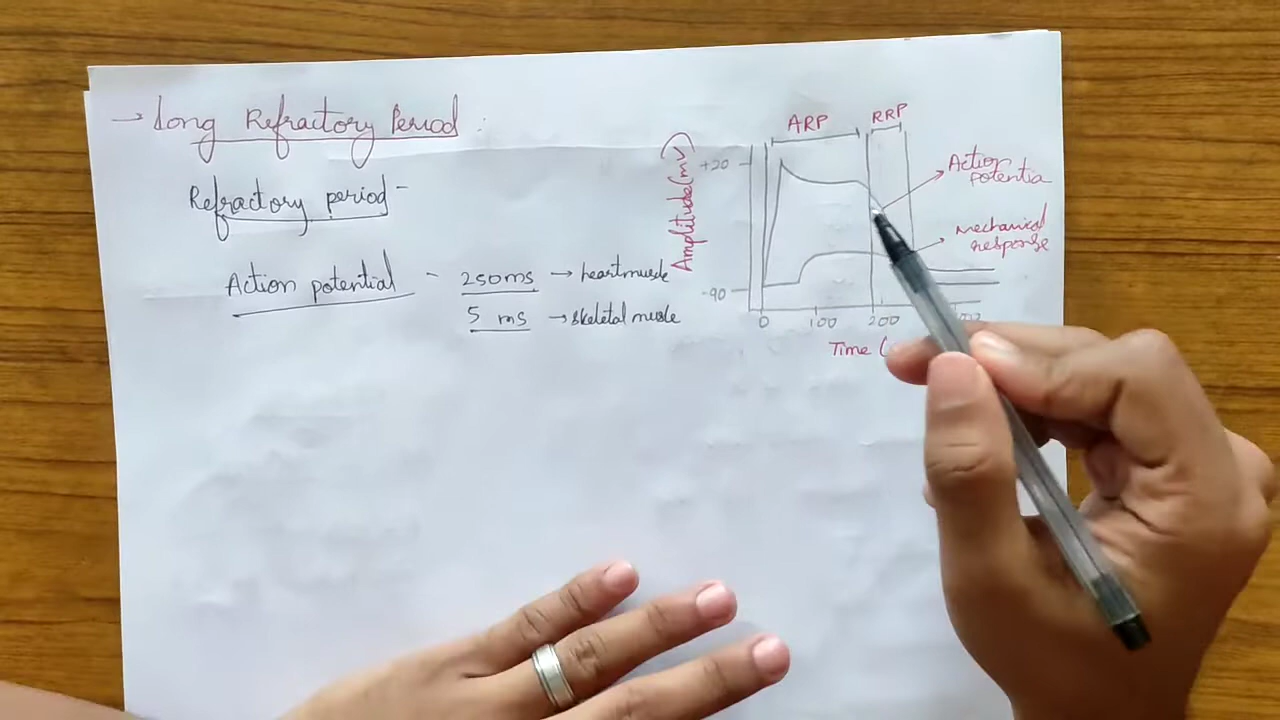 → Long Refractory Period :
Refractory period -
Action potential - 250ms → heart muscle
5 ms → skeletal muscle
ARP
RRP
Amplitude (mv)
+20
-90
0 100 200
Time (
Action
potential
Mechanical
response